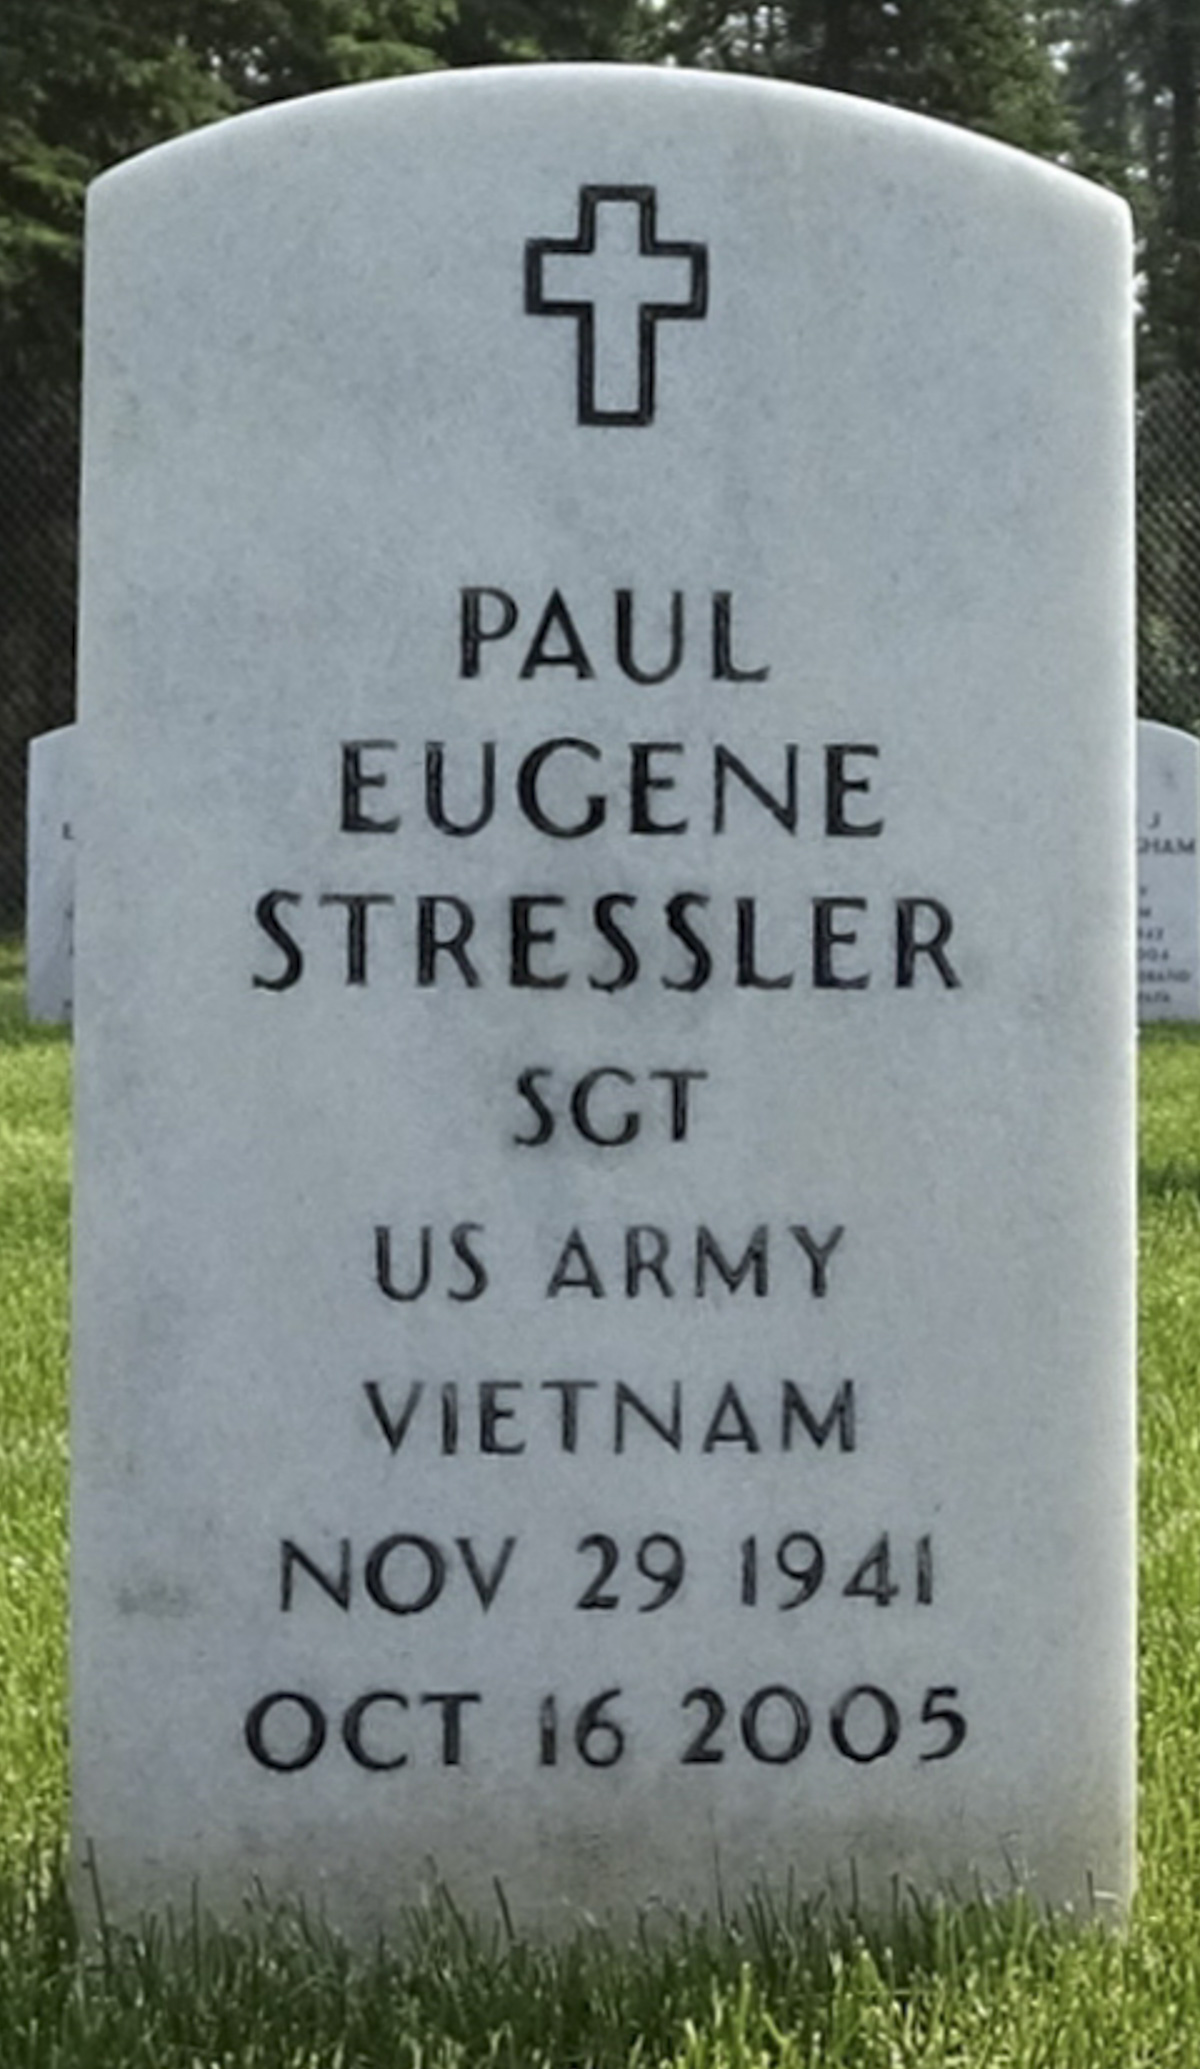 PAUL
EUGENE
STRESSLER
SGT
US ARMY
VIETNAM
NOV 29 1941
OCT 16 2005
J